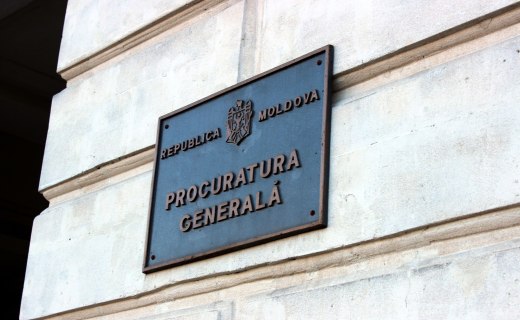 REPUBLICA MOLDOVA
PROCURATURA
GENERALĂ